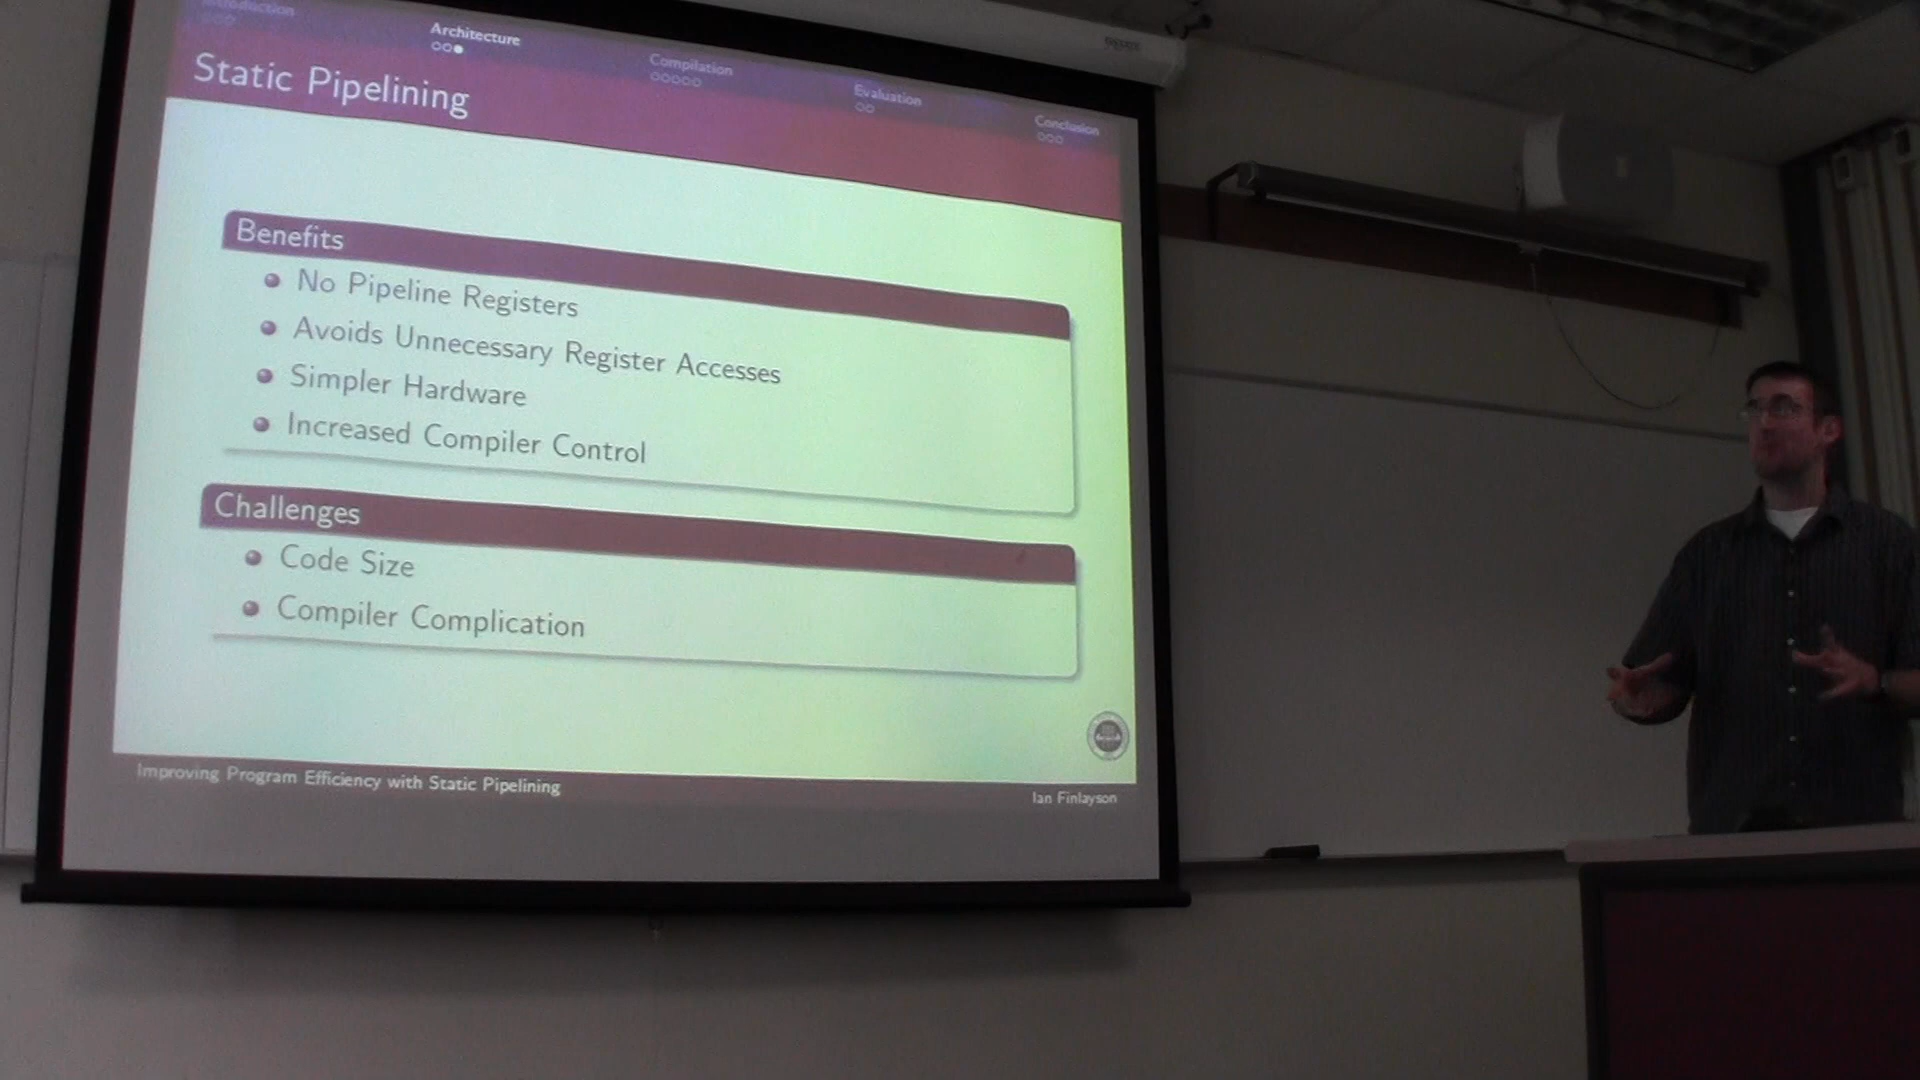 Introduction
Architecture
Compilation
Evaluation
Conclusion
Static Pipelining
Benefits
No Pipeline Registers
Avoids Unnecessary Register Accesses
Simpler Hardware
Increased Compiler Control
Challenges
Code Size
Compiler Complication
Improving Program Efficiency with Static Pipelining
Ian Finlayson